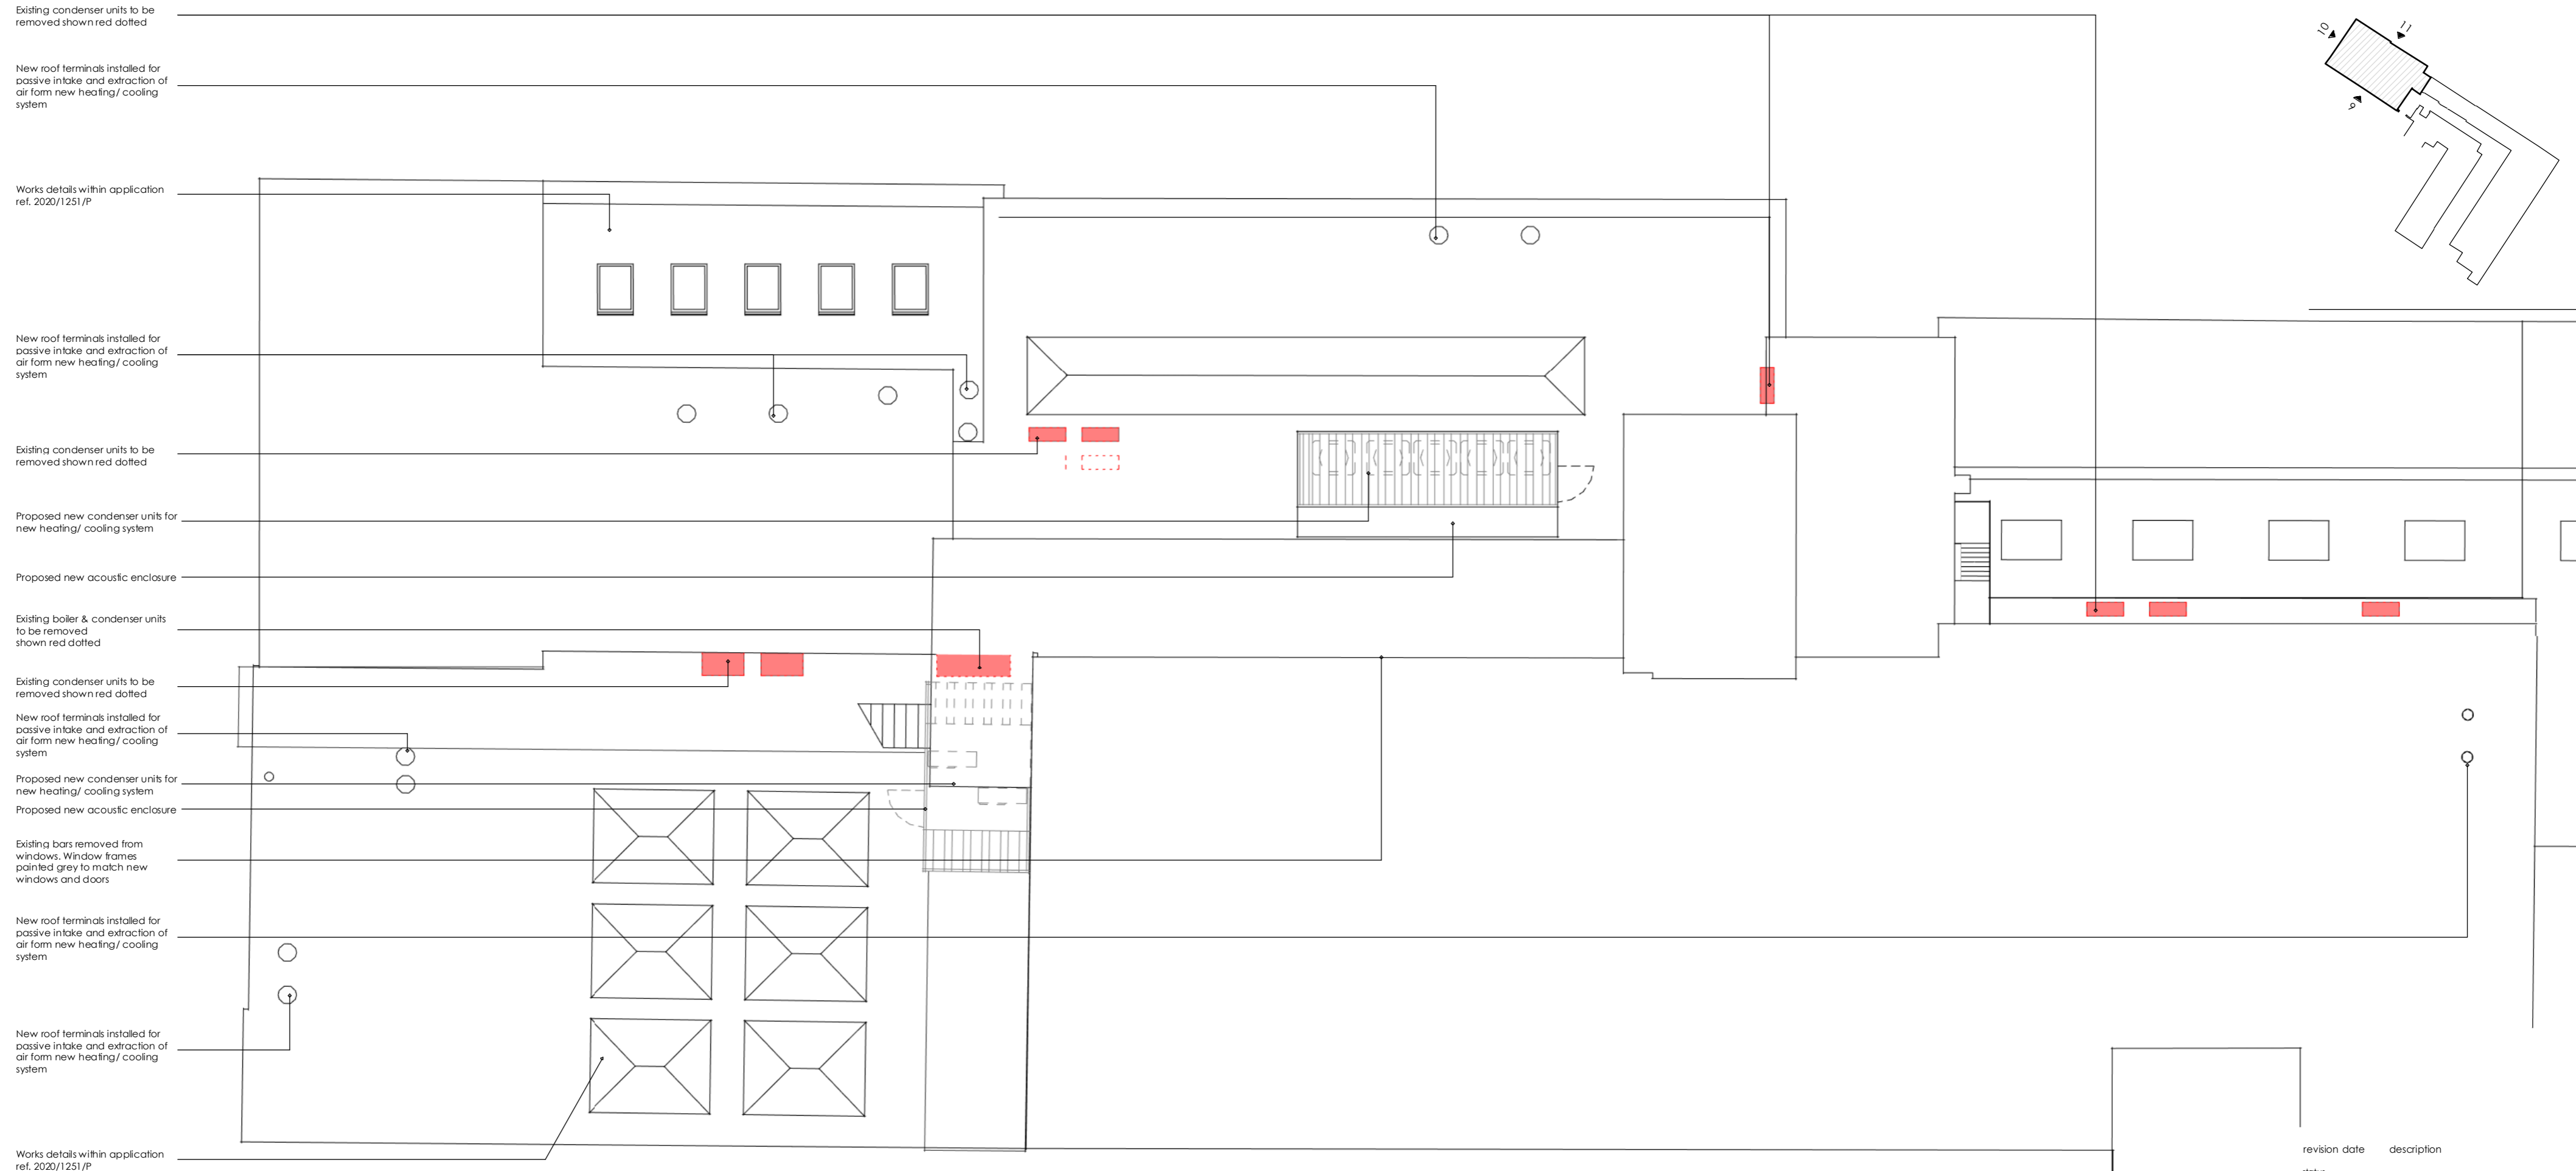 Existing condenser units to be
removed shown red dotted
New roof terminals installed for
passive intake and extraction of
air form new heating/ cooling
system
Works details within application
ref. 2020/1251/P
New roof terminals installed for
passive intake and extraction of
air form new heating/ cooling
system
Existing condenser units to be
removed shown red dotted
Proposed new condenser units for
new heating/ cooling system
Proposed new acoustic enclosure
Existing boiler & condenser units
to be removed
shown red dotted
Existing condenser units to be
removed shown red dotted
New roof terminals installed for
passive intake and extraction of
air form new heating/ cooling
system
Proposed new condenser units for
new heating/ cooling system
Proposed new acoustic enclosure
Existing bars removed from
windows. Window frames
painted grey to match new
windows and doors
New roof terminals installed for
passive intake and extraction of
air form new heating/ cooling
system
New roof terminals installed for
passive intake and extraction of
air form new heating/ cooling
system
Works details within application
ref. 2020/1251/P
10
11
9
revision date description